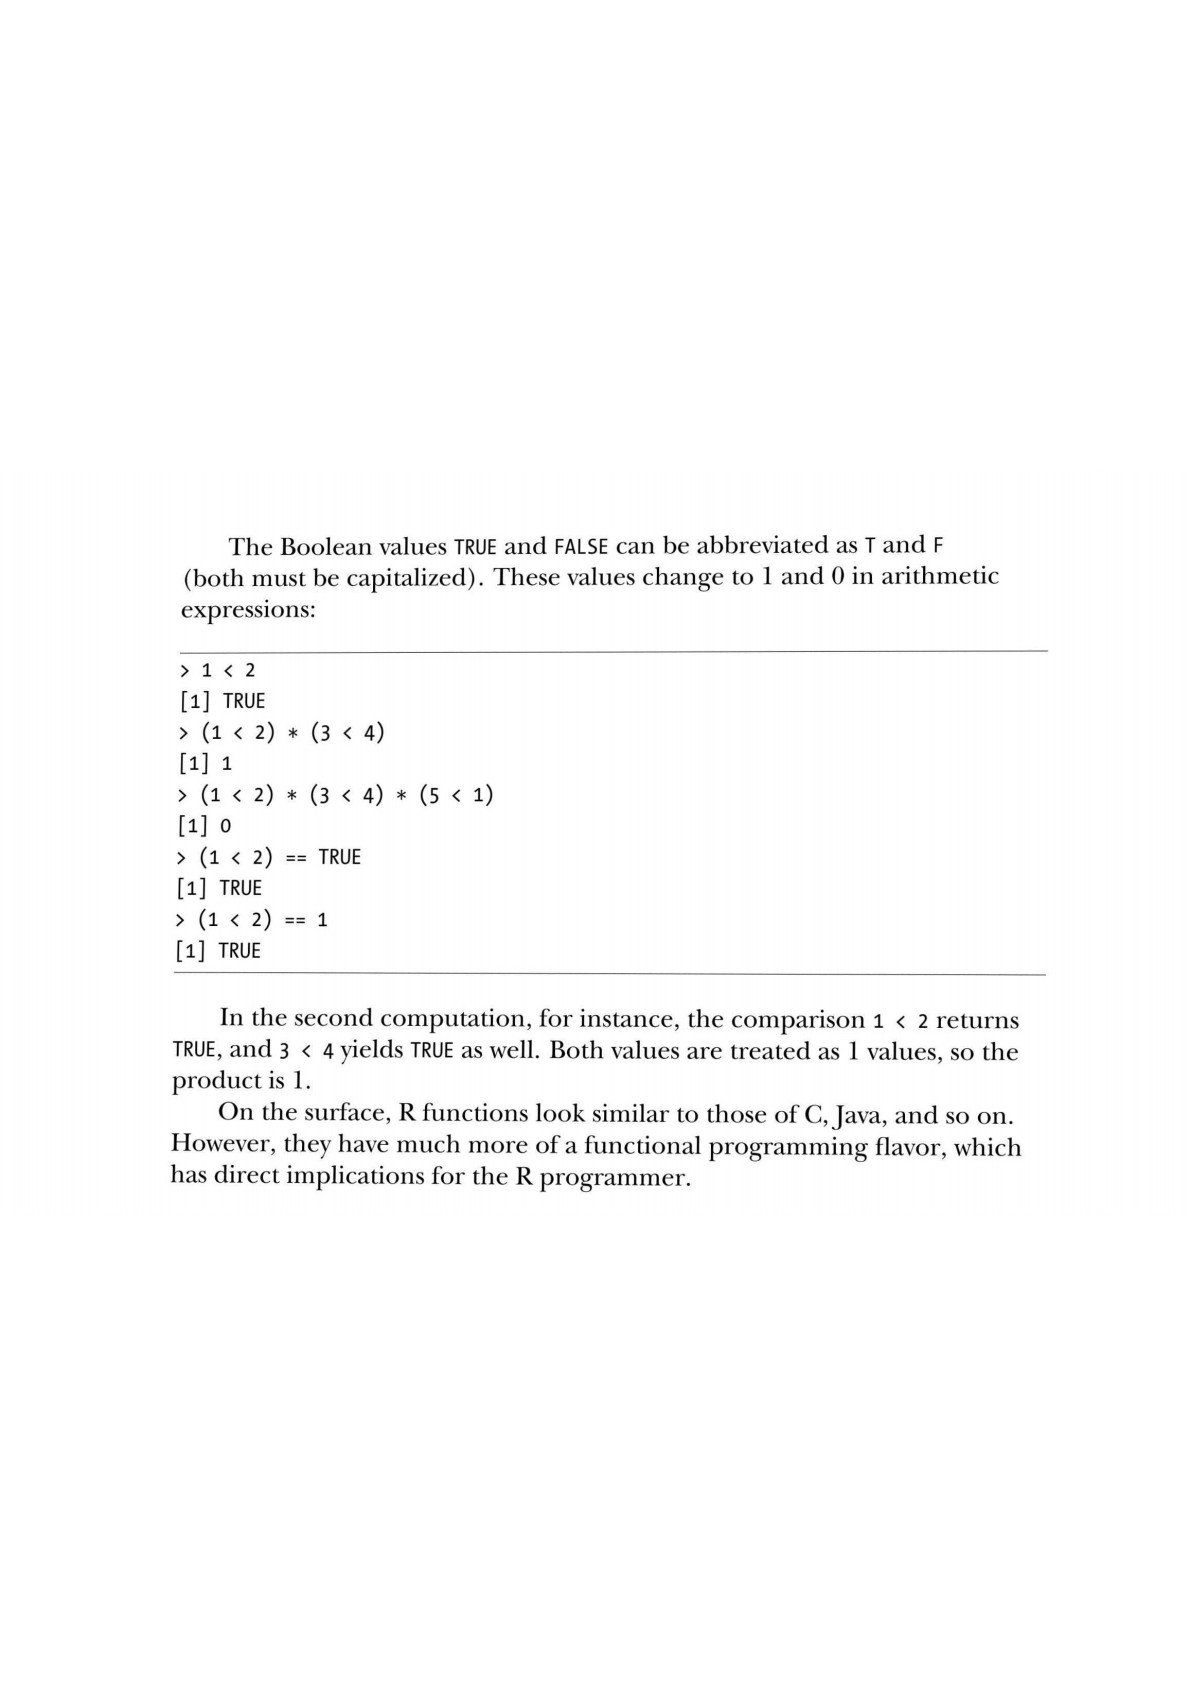 The Boolean values TRUE and FALSE can be abbreviated as T and F
(both must be capitalized). These values change to 1 and 0 in arithmetic
expressions:
> 1 < 2
[1] TRUE
> (1 < 2) * (3 < 4)
[1] 1
> (1 < 2) * (3 < 4) * (5 < 1)
[1] 0
> (1 < 2) == TRUE
[1] TRUE
> (1 < 2) == 1
[1] TRUE
In the second computation, for instance, the comparison 1 < 2 returns
TRUE, and 3 < 4 yields TRUE as well. Both values are treated as 1 values, so the
product is 1.
On the surface, R functions look similar to those of C, Java, and so on.
However, they have much more of a functional programming flavor, which
has direct implications for the R programmer.